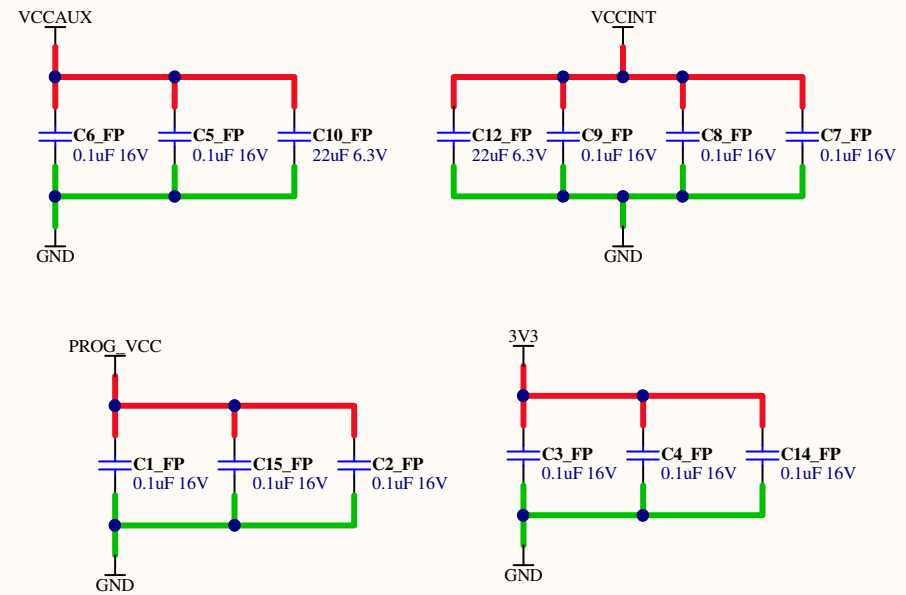 VCCAUX
VCCINT
C6_FP
0.1uF 16V
C5_FP
0.1uF 16V
C10_FP
22uF 6.3V
C12_FP
22uF 6.3V
C9_FP
0.1uF 16V
C8_FP
0.1uF 16V
C7_FP
0.1uF 16V
GND
GND
PROG_VCC
3V3
C1_FP
0.1uF 16V
C15_FP
0.1uF 16V
C2_FP
0.1uF 16V
C3_FP
0.1uF 16V
C4_FP
0.1uF 16V
C14_FP
0.1uF 16V
GND
GND